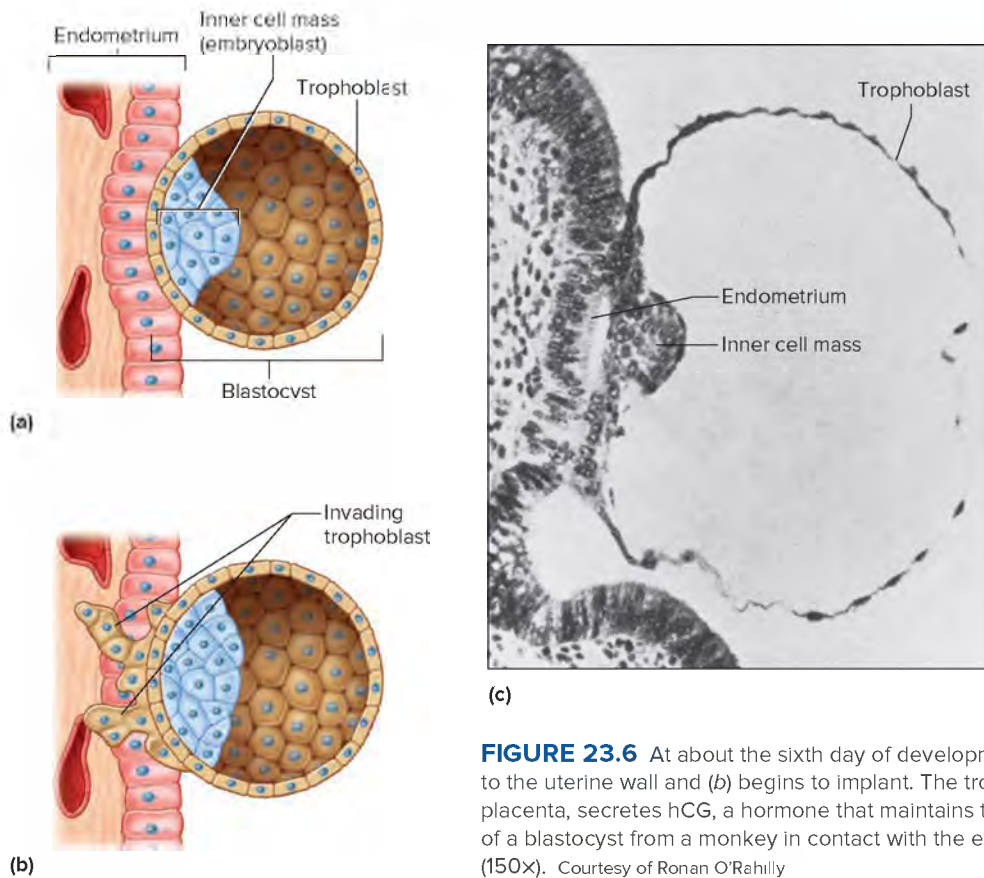 Endometrium
Inner cell mass
(embryoblast)
Trophoblast
Blastocyst
(a)
Invading
trophoblast
(b)
Trophoblast
Endometrium
Inner cell mass
(c)
FIGURE 23.6 At about the sixth day of developm
to the uterine wall and (b) begins to implant. The tro
placenta, secretes hCG, a hormone that maintains t
of a blastocyst from a monkey in contact with the e
(150×). Courtesy of Ronan O'Rahilly